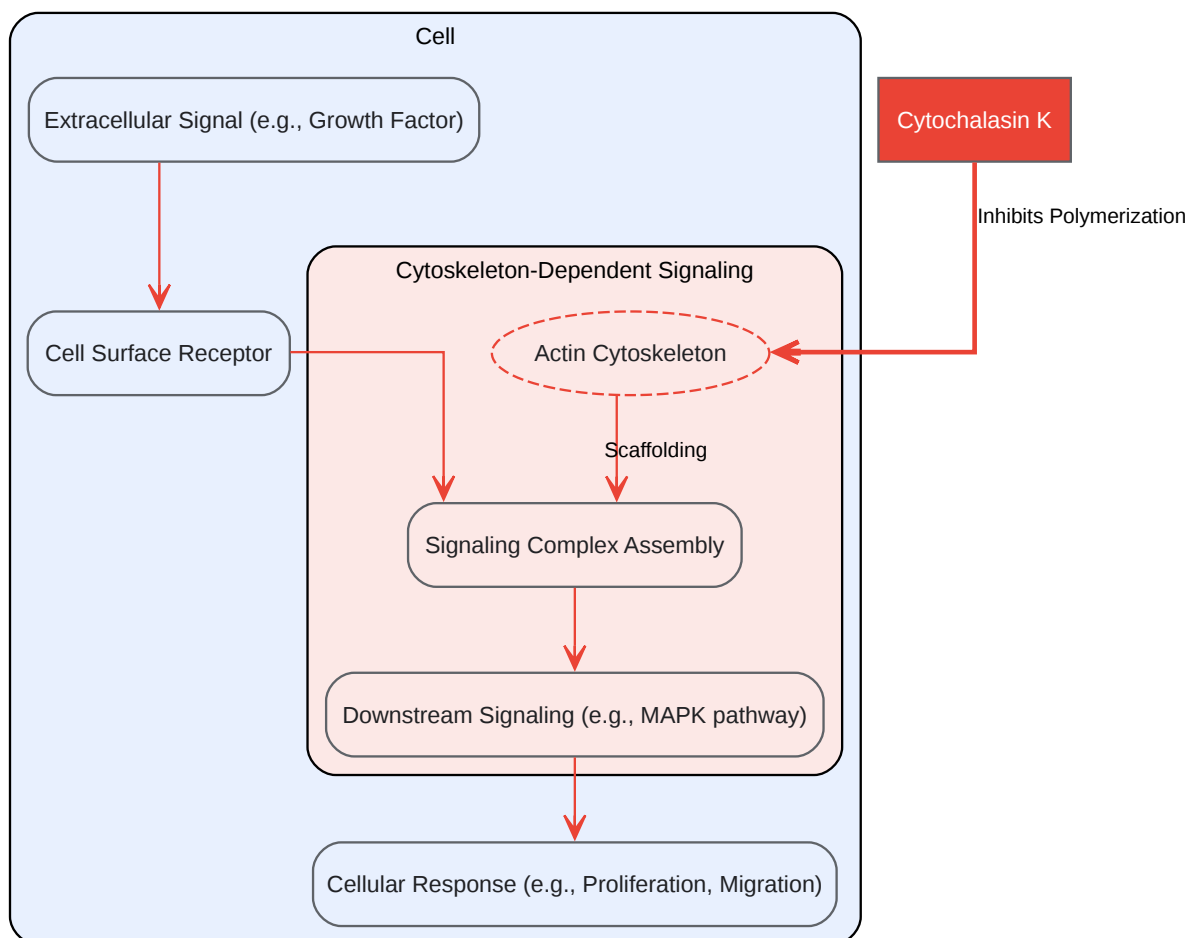 Cell
Extracellular Signal (e.g., Growth Factor)
Cytochalasin K
Inhibits Polymerization
Cytoskeleton-Dependent Signaling
Cell Surface Receptor
Actin Cytoskeleton
Scaffolding
Signaling Complex Assembly
Downstream Signaling (e.g., MAPK pathway)
Cellular Response (e.g., Proliferation, Migration)